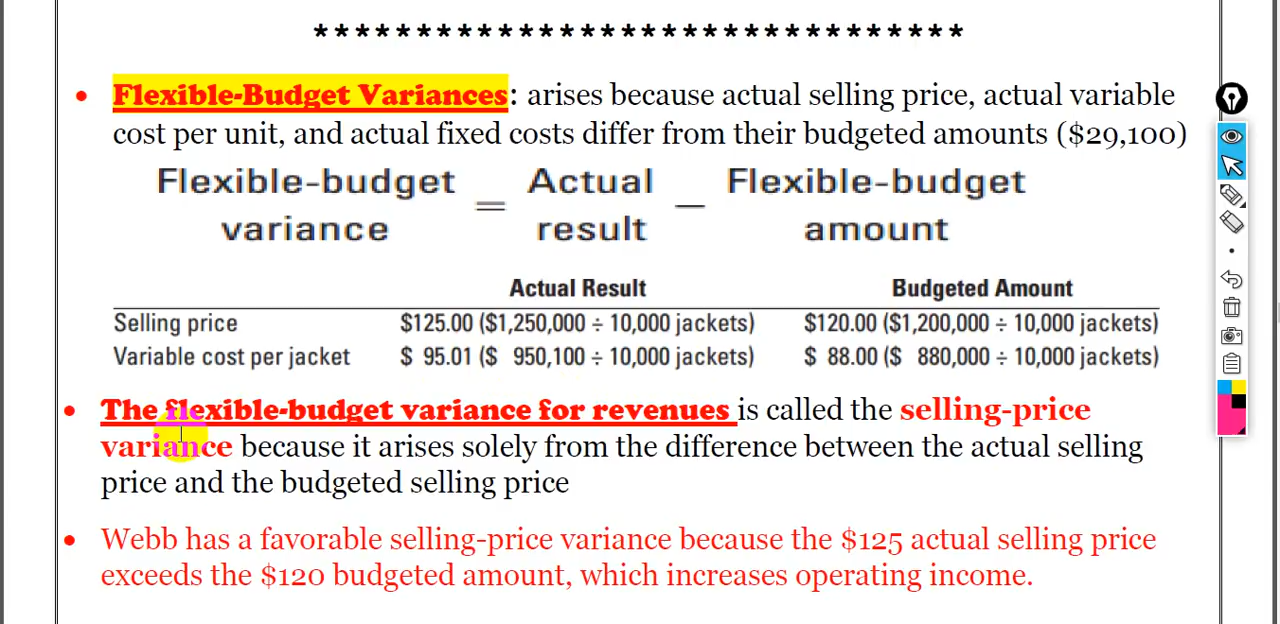 * * * * * * * * * * * * * * * * * * * * * * * * * * * * * * * *
• Flexible-Budget Variances: arises because actual selling price, actual variable
cost per unit, and actual fixed costs differ from their budgeted amounts ($29,100)
Flexible-budget variance = Actual result − Flexible-budget amount
Actual Result Budgeted Amount
Selling price $125.00 ($1,250,000 ÷ 10,000 jackets) $120.00 ($1,200,000 ÷ 10,000 jackets)
Variable cost per jacket $ 95.01 ($ 950,100 ÷ 10,000 jackets) $ 88.00 ($ 880,000 ÷ 10,000 jackets)
• The flexible-budget variance for revenues is called the selling-price
variance because it arises solely from the difference between the actual selling
price and the budgeted selling price
• Webb has a favorable selling-price variance because the $125 actual selling price
exceeds the $120 budgeted amount, which increases operating income.